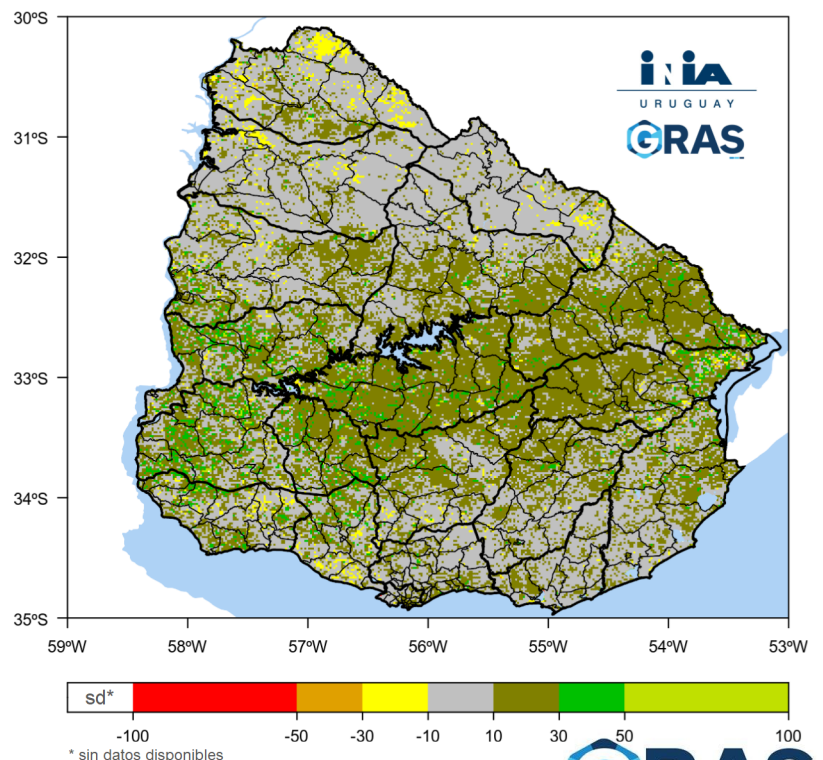 30ºS
31ºS
32ºS
33ºS
34ºS
35ºS
59ºW
58ºW
57ºW
56ºW
55ºW
54ºW
53ºW
iNiA
URUGUAY
GRAS
sd*
-100
-50
-30
-10
10
30
50
100
* sin datos disponibles
GRAS